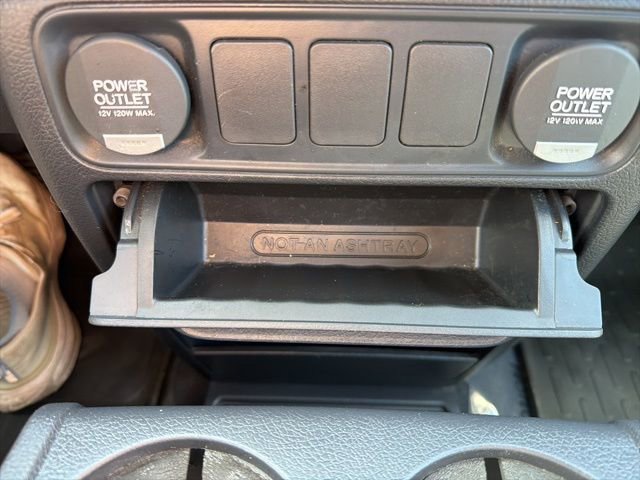 POWER
OUTLET
12V 120W MAX.
POWER
OUTLET
12V 120W MAX
NOT AN ASHTRAY